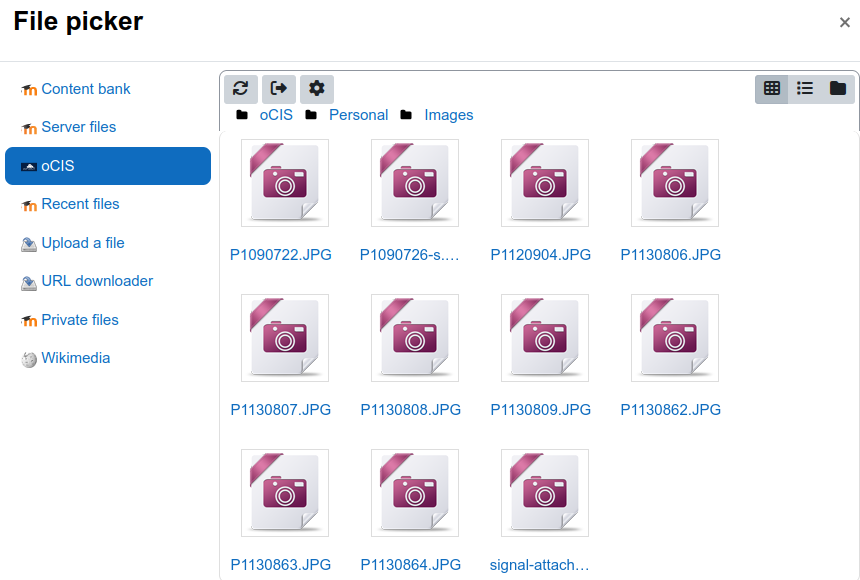 File picker
×
Content bank
Server files
oCIS
Recent files
Upload a file
URL downloader
Private files
Wikimedia
oCIS Personal Images
P1090722.JPG P1090726-s.… P1120904.JPG P1130806.JPG
P1130807.JPG P1130808.JPG P1130809.JPG P1130862.JPG
P1130863.JPG P1130864.JPG signal-attach…